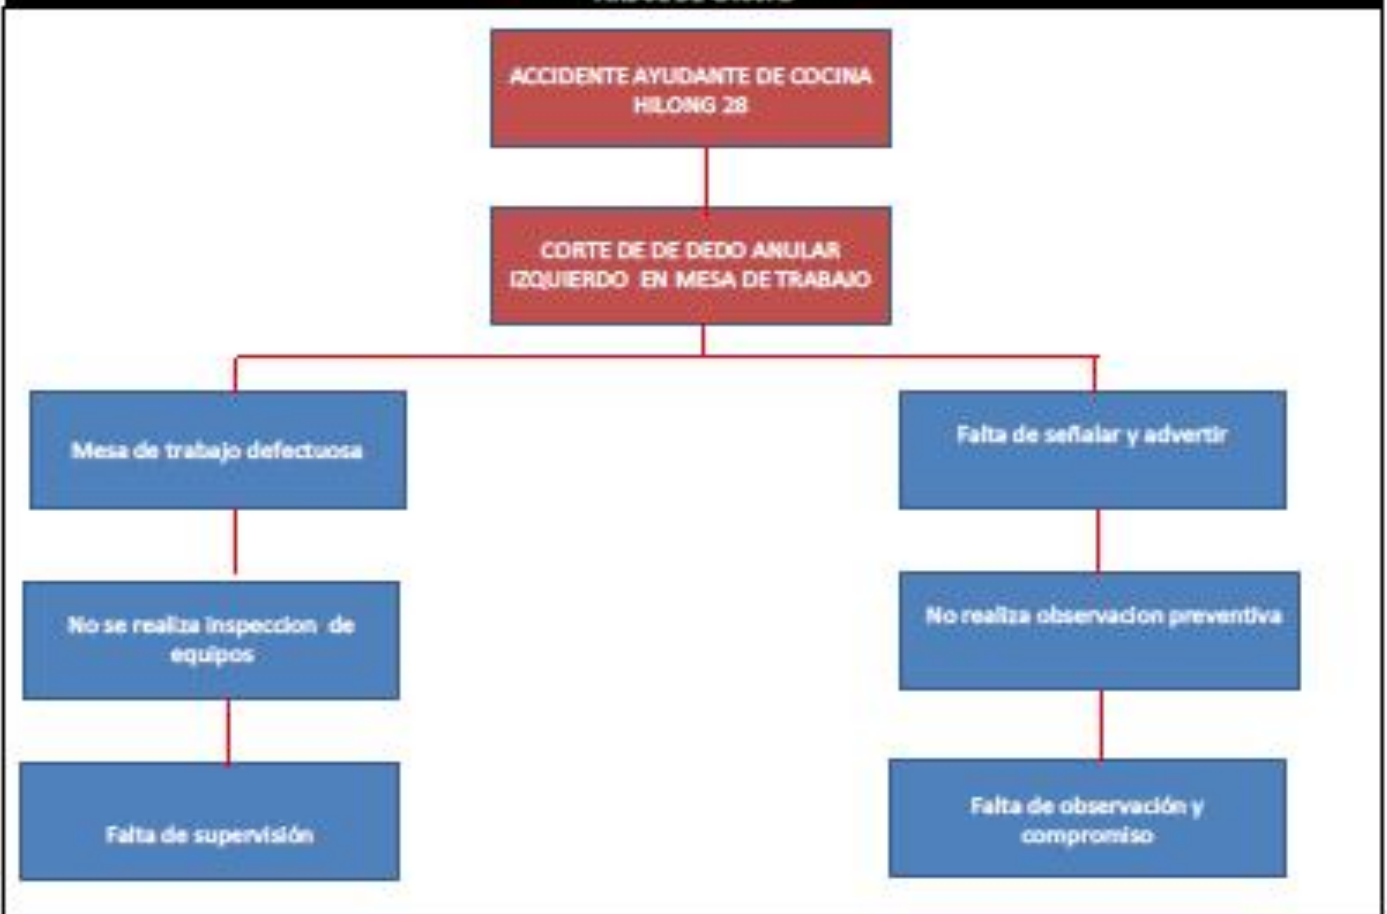 ACCIDENTE AYUDANTE DE COCINA
HILONG 28
CORTE DE DE DEDO ANULAR
IZQUIERDO EN MESA DE TRABAJO
Mesa de trabajo defectuosa
Falta de señalar y advertir
No se realiza inspeccion de
equipos
No realiza observacion preventiva
Falta de supervisión
Falta de observación y
compromiso